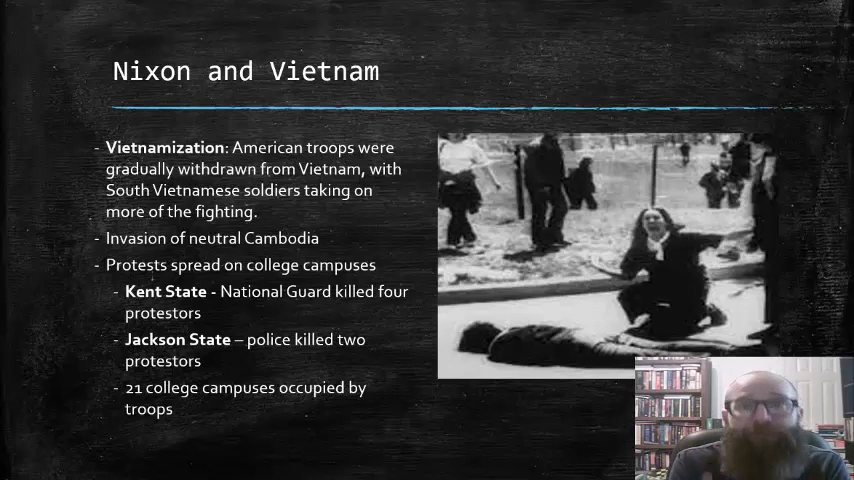 Nixon and Vietnam
- Vietnamization: American troops were
gradually withdrawn from Vietnam, with
South Vietnamese soldiers taking on
more of the fighting.
- Invasion of neutral Cambodia
- Protests spread on college campuses
- Kent State - National Guard killed four
protestors
- Jackson State – police killed two
protestors
- 21 college campuses occupied by
troops